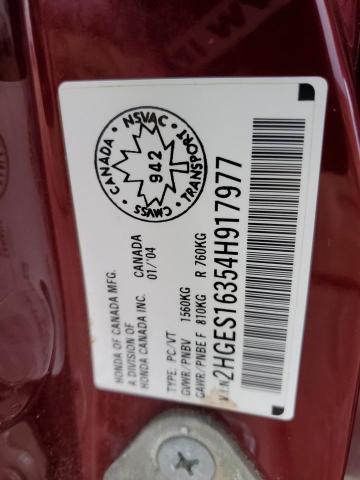 HONDA OF CANADA MFG.
A DIVISION OF
HONDA CANADA INC.
CANADA
01/'04
CANADA • NSVAC • TRANSPORT • CMVSS •
942
TYPE PC/VT
GVWR/PNBV 1560KG
GAWR/PNBE F 810KG R 760KG
V.I.N. 2HGES16354H917977